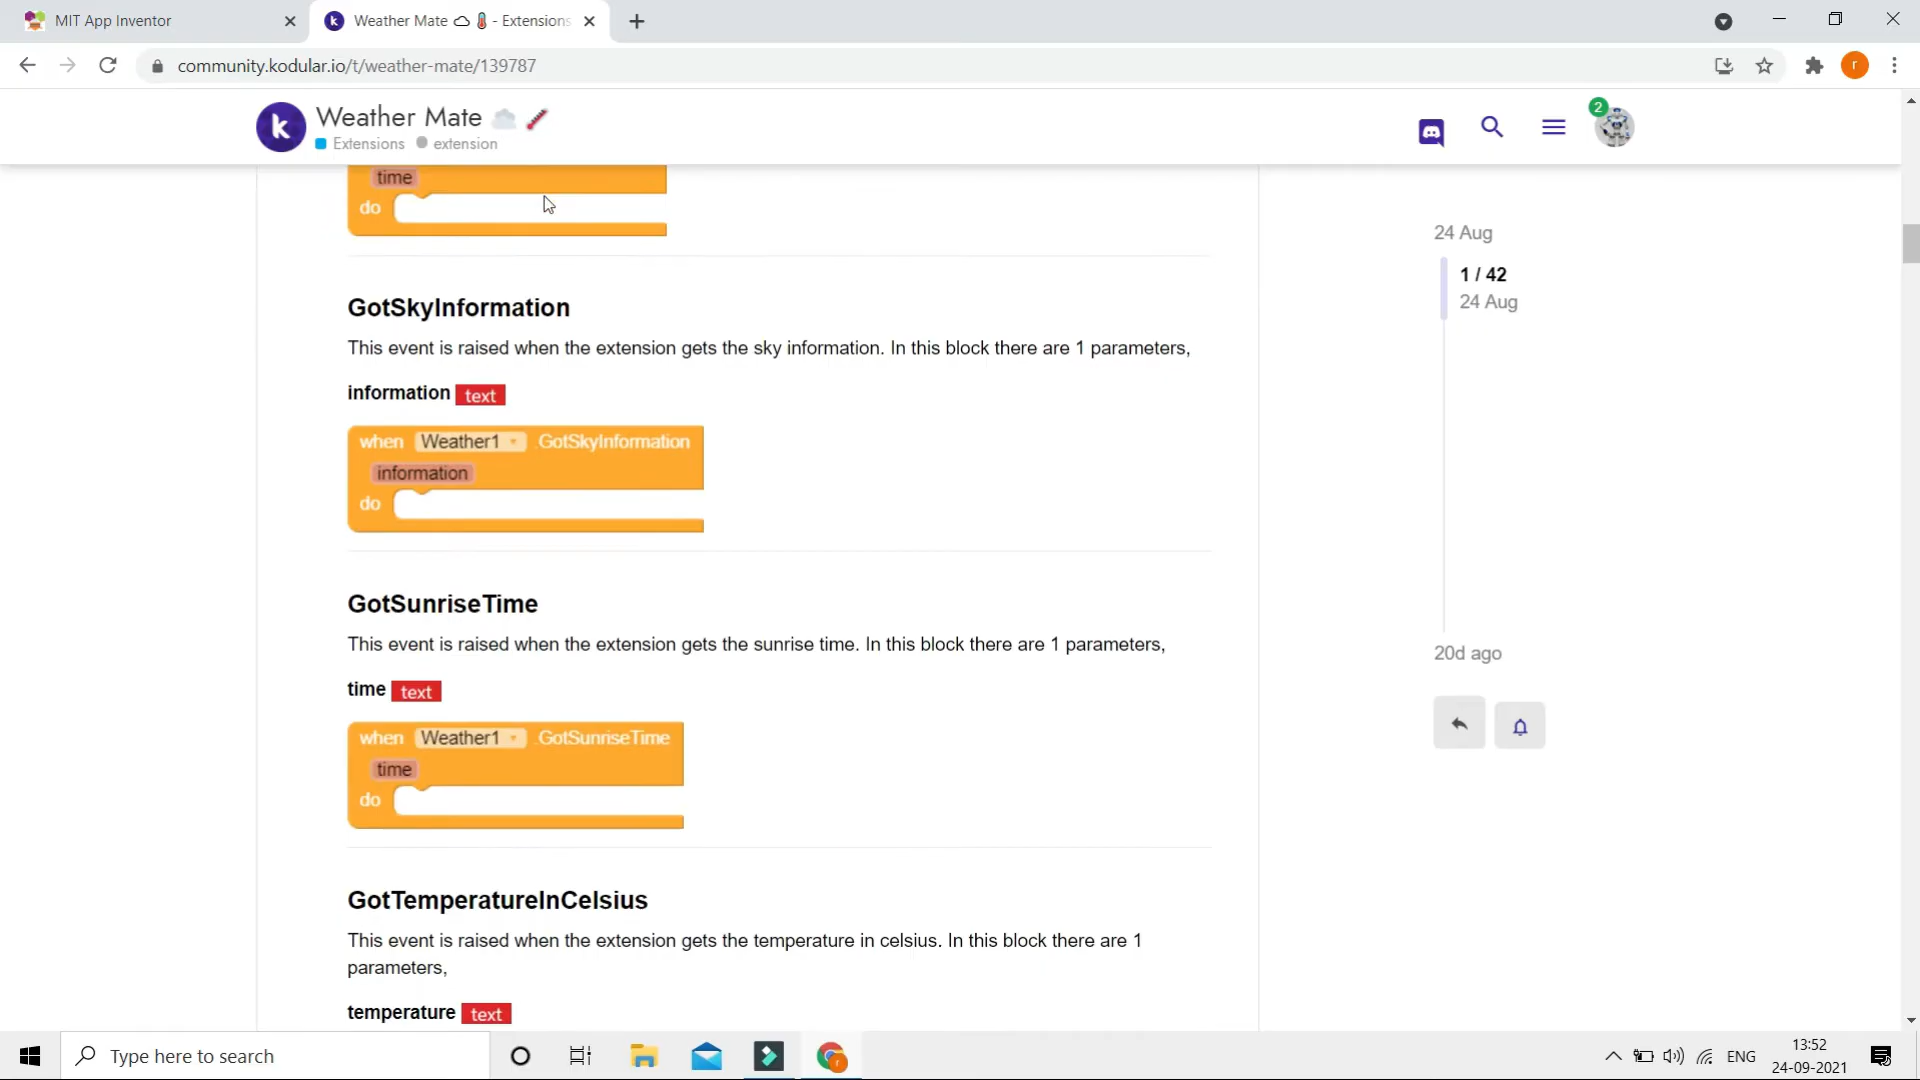 MIT App Inventor
Weather Mate - Extensions
community.kodular.io/t/weather-mate/139787
Weather Mate
Extensions extension
2
time
do
24 Aug
1 / 42
24 Aug
GotSkyInformation
This event is raised when the extension gets the sky information. In this block there are 1 parameters,
information text
when Weather1 GotSkyInformation
information
do
GotSunriseTime
This event is raised when the extension gets the sunrise time. In this block there are 1 parameters,
20d ago
time text
when Weather1 GotSunriseTime
time
do
GotTemperatureInCelsius
This event is raised when the extension gets the temperature in celsius. In this block there are 1
parameters,
temperature text
Type here to search
ENG
13:52
24-09-2021